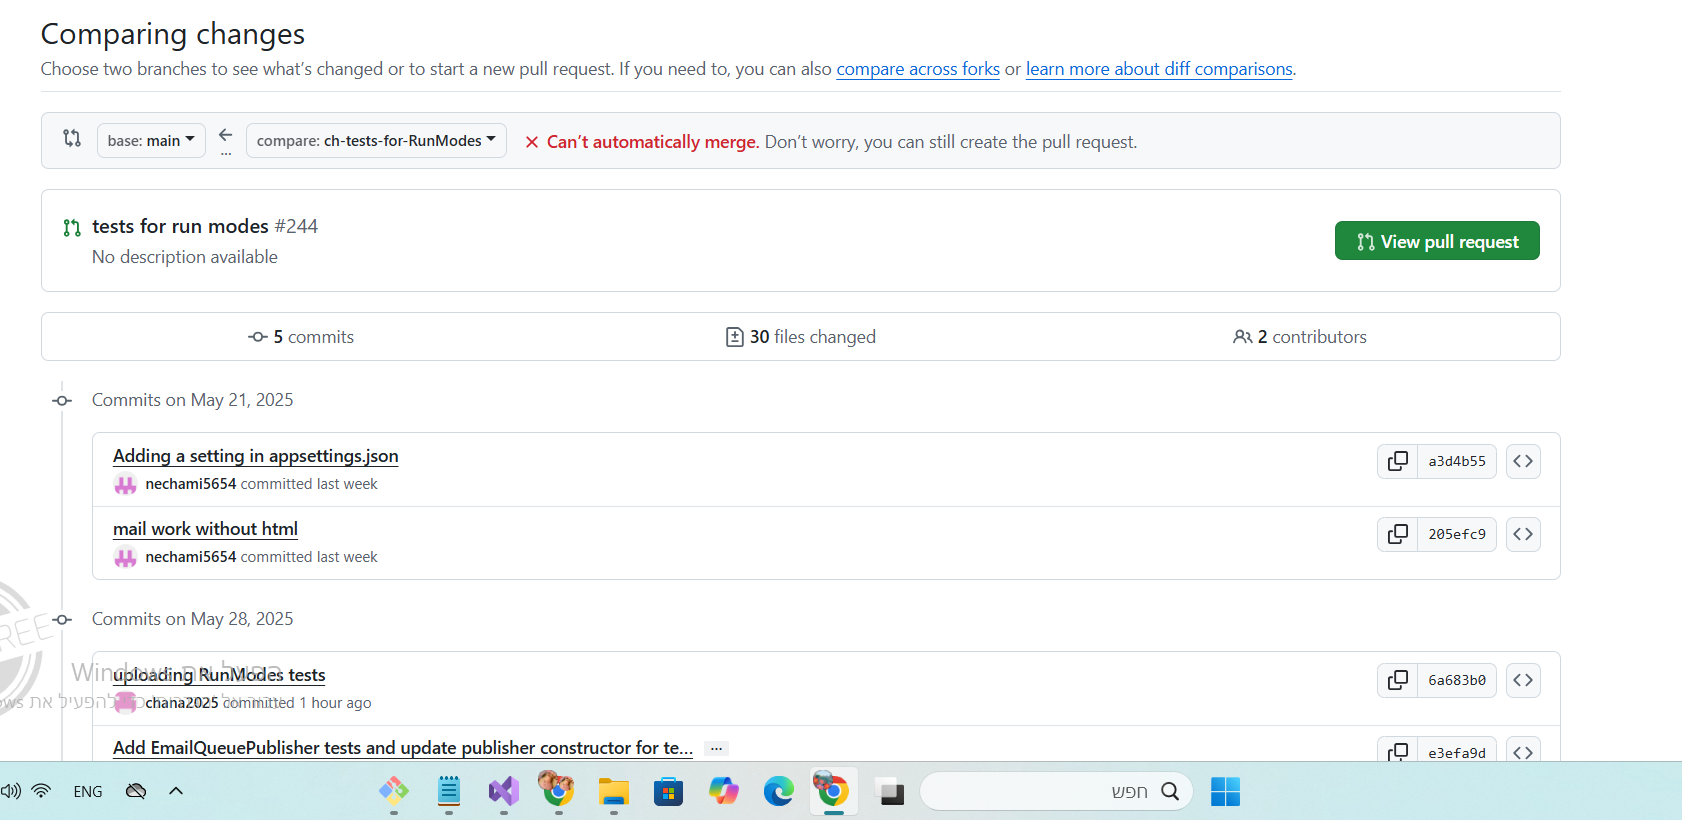 Comparing changes
Choose two branches to see what's changed or to start a new pull request. If you need to, you can also compare across forks or learn more about diff comparisons.
base: main
...
compare: ch-tests-for-RunModes
Can't automatically merge. Don't worry, you can still create the pull request.
tests for run modes #244
No description available
View pull request
5 commits
30 files changed
2 contributors
Commits on May 21, 2025
Adding a setting in appsettings.json
nechami5654 committed last week
a3d4b55
mail work without html
nechami5654 committed last week
205efc9
Commits on May 28, 2025
הפעל את Windows
uploading RunModes tests
chana2025 committed 1 hour ago
להפעיל את
6a683b0
Add EmailQueuePublisher tests and update publisher constructor for te...
...
e3efa9d
ENG
חפש